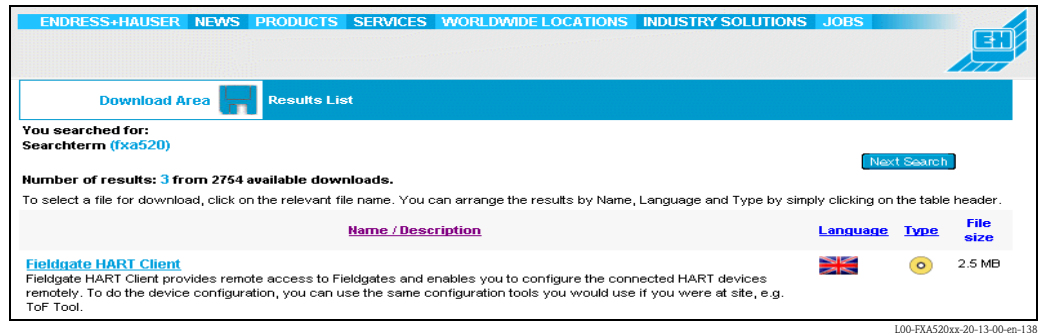 ENDRESS+HAUSER NEWS PRODUCTS SERVICES WORLDWIDE LOCATIONS INDUSTRY SOLUTIONS JOBS
EH
Download Area Results List
You searched for:
Searchterm (fxa520)
Next Search
Number of results: 3 from 2754 available downloads.
To select a file for download, click on the relevant file name. You can arrange the results by Name, Language and Type by simply clicking on the table header.
Name / Description Language Type File size
Fieldgate HART Client 2.5 MB
Fieldgate HART Client provides remote access to Fieldgates and enables you to configure the connected HART devices
remotely. To do the device configuration, you can use the same configuration tools you would use if you were at site, e.g.
ToF Tool.
L00-FXA520xx-20-13-00-en-138